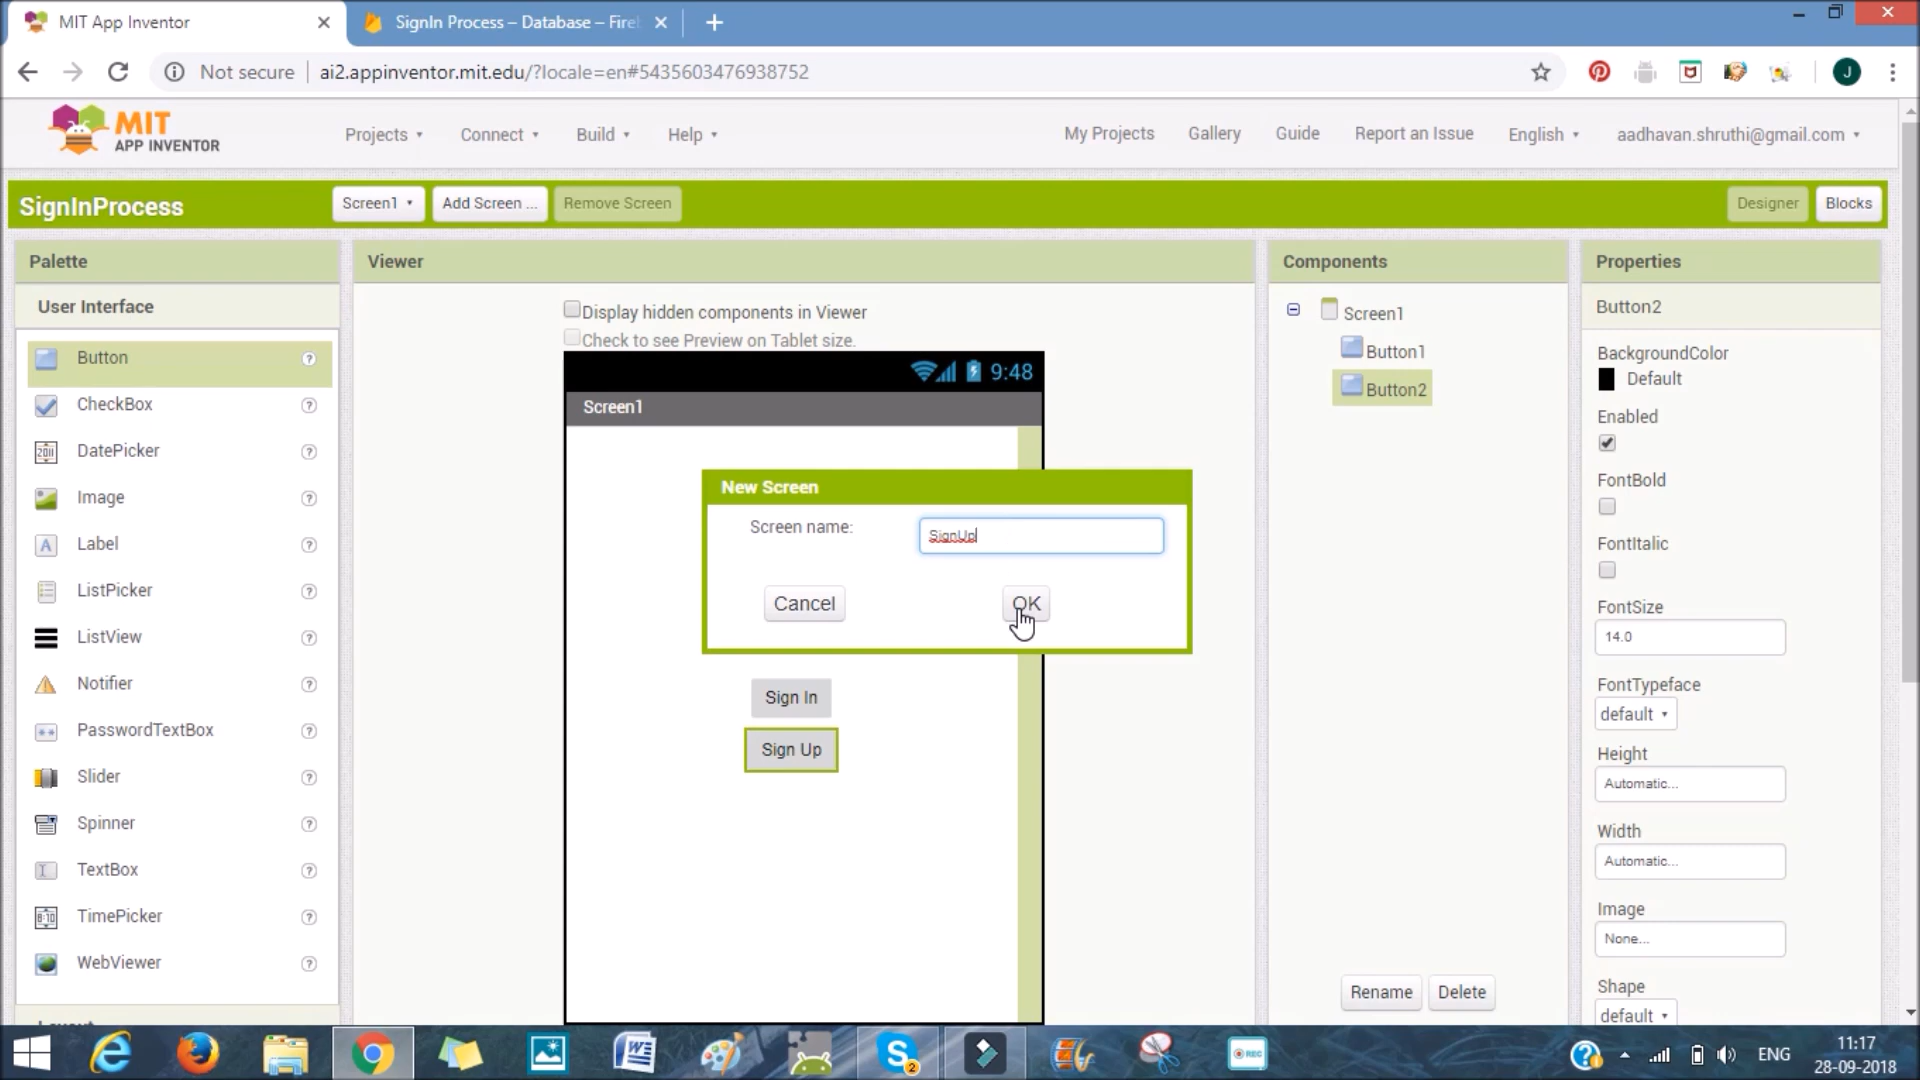 MIT App Inventor
SignIn Process – Database – Fire
Not secure
ai2.appinventor.mit.edu/?locale=en#5435603476938752
J
MIT
APP INVENTOR
Projects
Connect
Build
Help
My Projects
Gallery
Guide
Report an Issue
English
aadhavan.shruthi@gmail.com
SignInProcess
Screen1
Add Screen ...
Remove Screen
Designer
Blocks
Palette
Viewer
Components
Properties
User Interface
Button
CheckBox
DatePicker
Image
Label
ListPicker
ListView
Notifier
PasswordTextBox
Slider
Spinner
TextBox
TimePicker
WebViewer
Display hidden components in Viewer
Check to see Preview on Tablet size.
9:48
Screen1
New Screen
Screen name:
SignUp
Cancel
OK
Sign In
Sign Up
Screen1
Button1
Button2
Rename
Delete
Button2
BackgroundColor
Default
Enabled
FontBold
FontItalic
FontSize
14.0
FontTypeface
default
Height
Automatic...
Width
Automatic...
Image
None...
Shape
default
ENG
11:17
28-09-2018